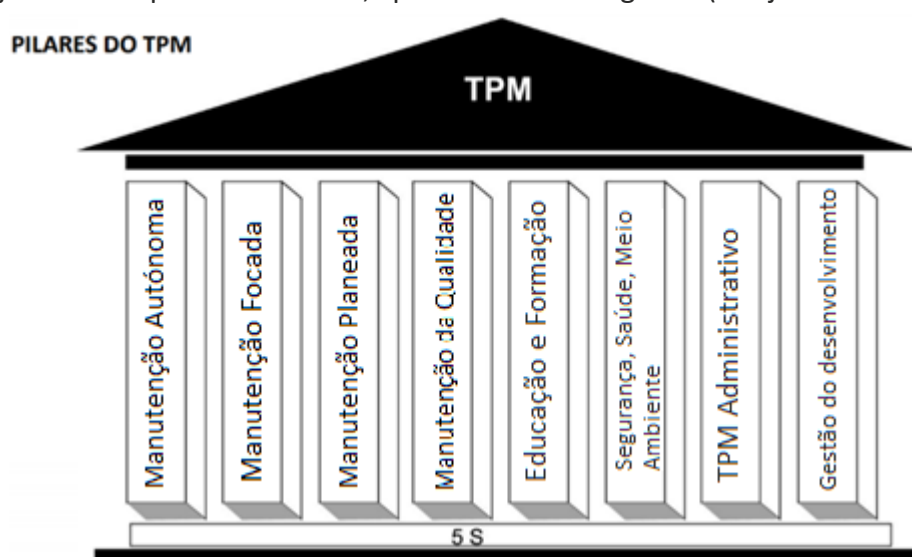 PILARES DO TPM
TPM
Manutenção Autónoma
Manutenção Focada
Manutenção Planeada
Manutenção da Qualidade
Educação e Formação
Segurança, Saúde, Meio
Ambiente
TPM Administrativo
Gestão do desenvolvimento
5 S